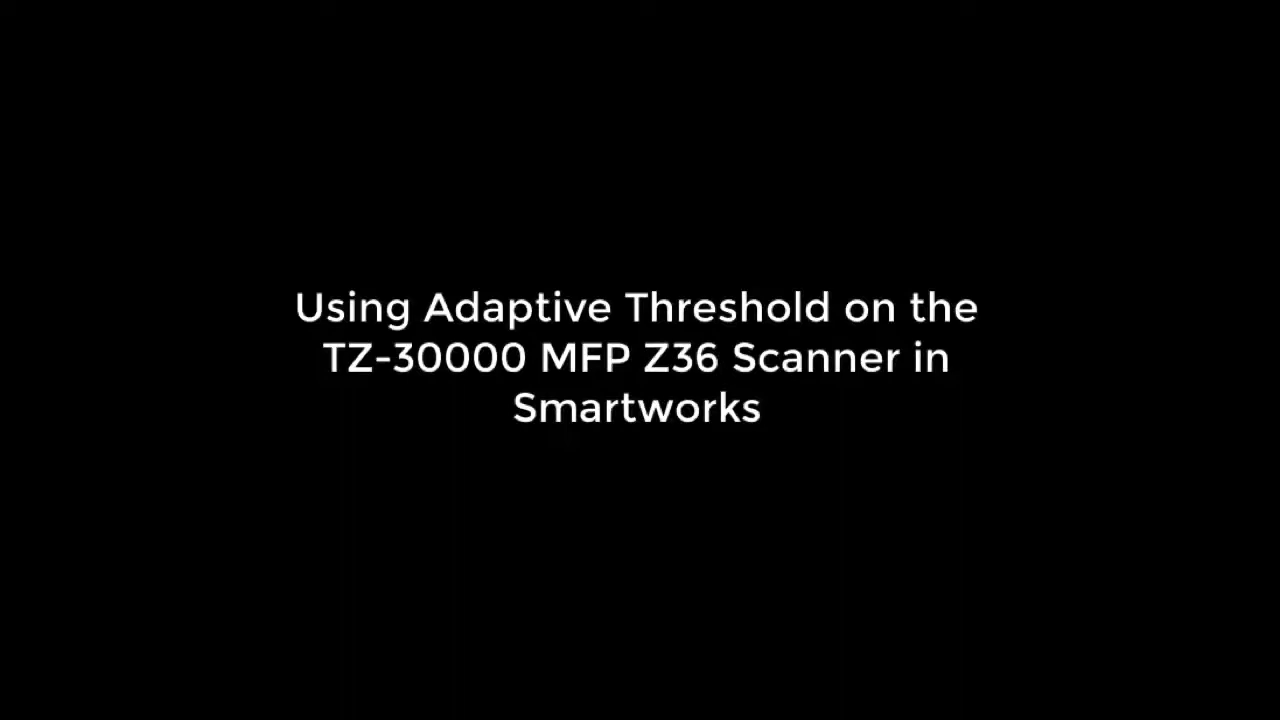 Using Adaptive Threshold on the
TZ-30000 MFP Z36 Scanner in
Smartworks